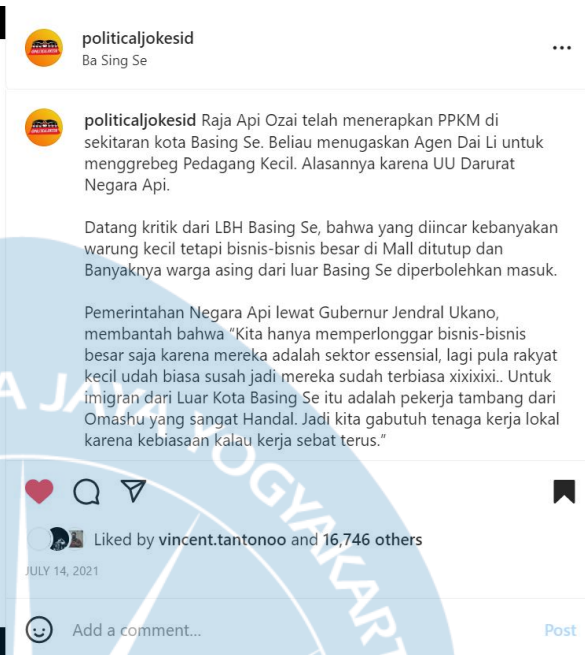 politicaljokesid
Ba Sing Se
politicaljokesid Raja Api Ozai telah menerapkan PPKM di
sekitaran kota Basing Se. Beliau menugaskan Agen Dai Li untuk
menggrebeg Pedagang Kecil. Alasannya karena UU Darurat
Negara Api.
Datang kritik dari LBH Basing Se, bahwa yang diincar kebanyakan
warung kecil tetapi bisnis-bisnis besar di Mall ditutup dan
Banyaknya warga asing dari luar Basing Se diperbolehkan masuk.
Pemerintahan Negara Api lewat Gubernur Jendral Ukano,
membantah bahwa “Kita hanya memperlonggar bisnis-bisnis
besar saja karena mereka adalah sektor essensial, lagi pula rakyat
kecil udah biasa susah jadi mereka sudah terbiasa xixixixi.. Untuk
imigran dari Luar Kota Basing Se itu adalah pekerja tambang dari
Omashu yang sangat Handal. Jadi kita gabutuh tenaga kerja lokal
karena kebiasaan kalau kerja sebat terus.”
A JAYA YOGYAKART
Liked by vincent.tantonoo and 16,746 others
JULY 14, 2021
Add a comment...
Post